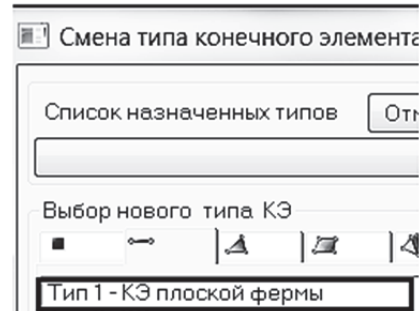 Смена типа конечного элемента
Список назначенных типов
Выбор нового типа КЭ
Тип 1 - КЭ плоской фермы